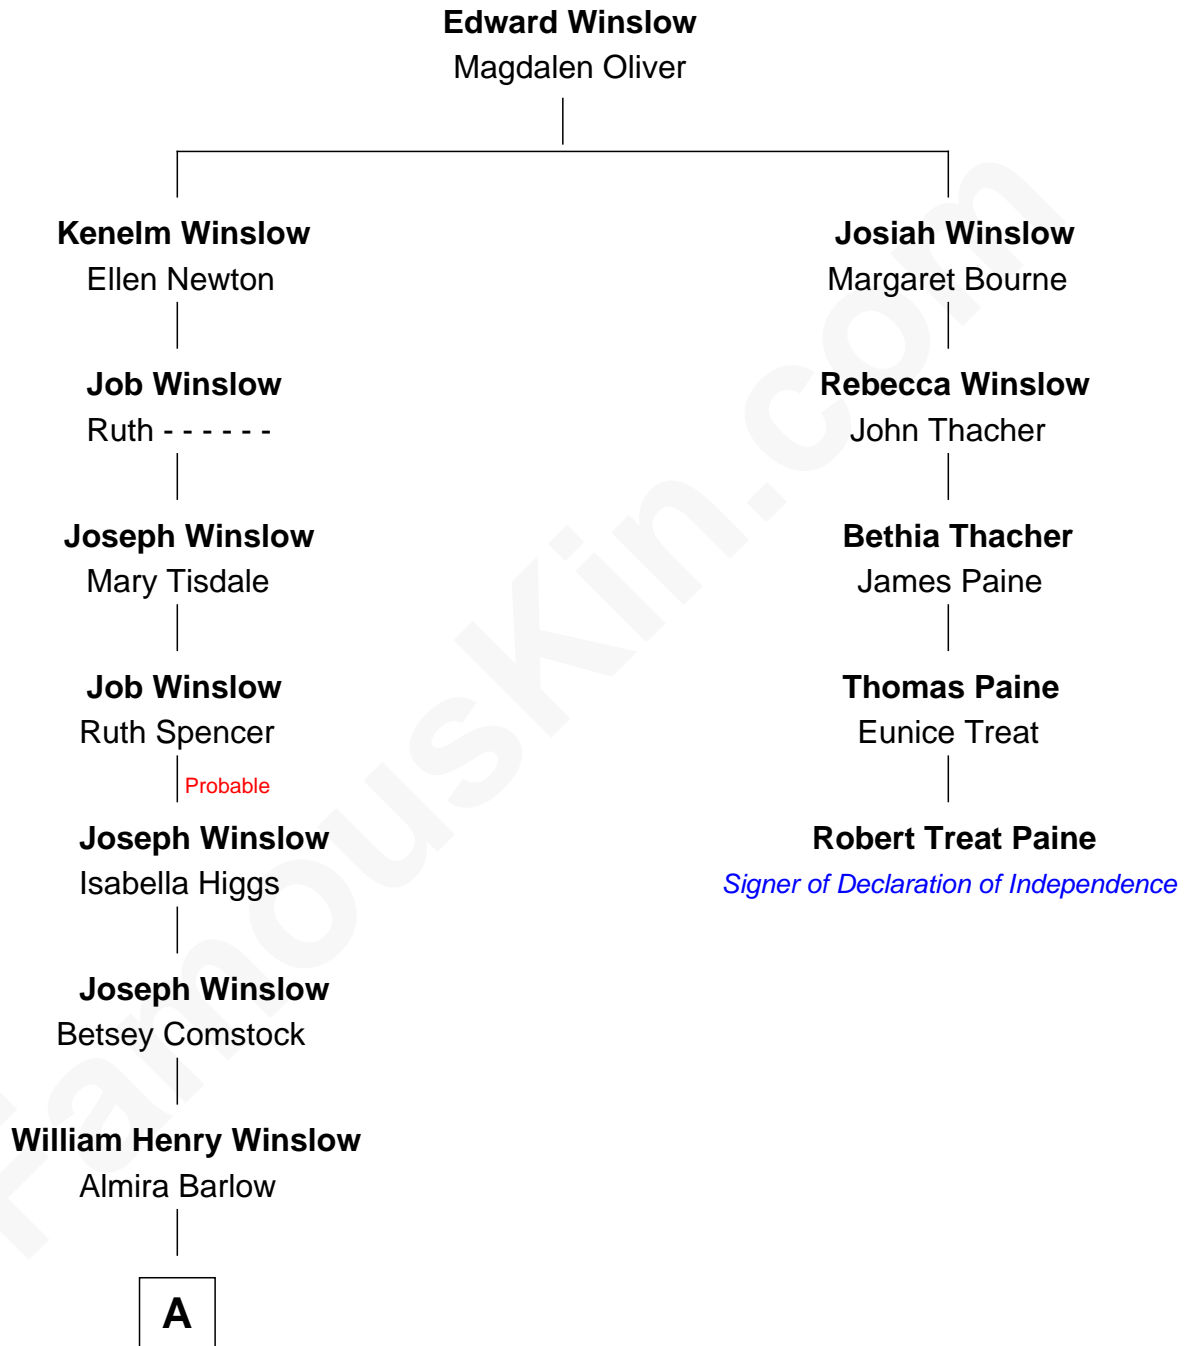 Edward Winslow
Magdalen Oliver
Kenelm Winslow
Ellen Newton
Job Winslow
Ruth - - - - - -
Joseph Winslow
Mary Tisdale
Job Winslow
Ruth Spencer
Probable
Joseph Winslow
Isabella Higgs
Joseph Winslow
Betsey Comstock
William Henry Winslow
Almira Barlow
A
Josiah Winslow
Margaret Bourne
Rebecca Winslow
John Thacher
Bethia Thacher
James Paine
Thomas Paine
Eunice Treat
Robert Treat Paine
Signer of Declaration of Independence
FamousKin.com